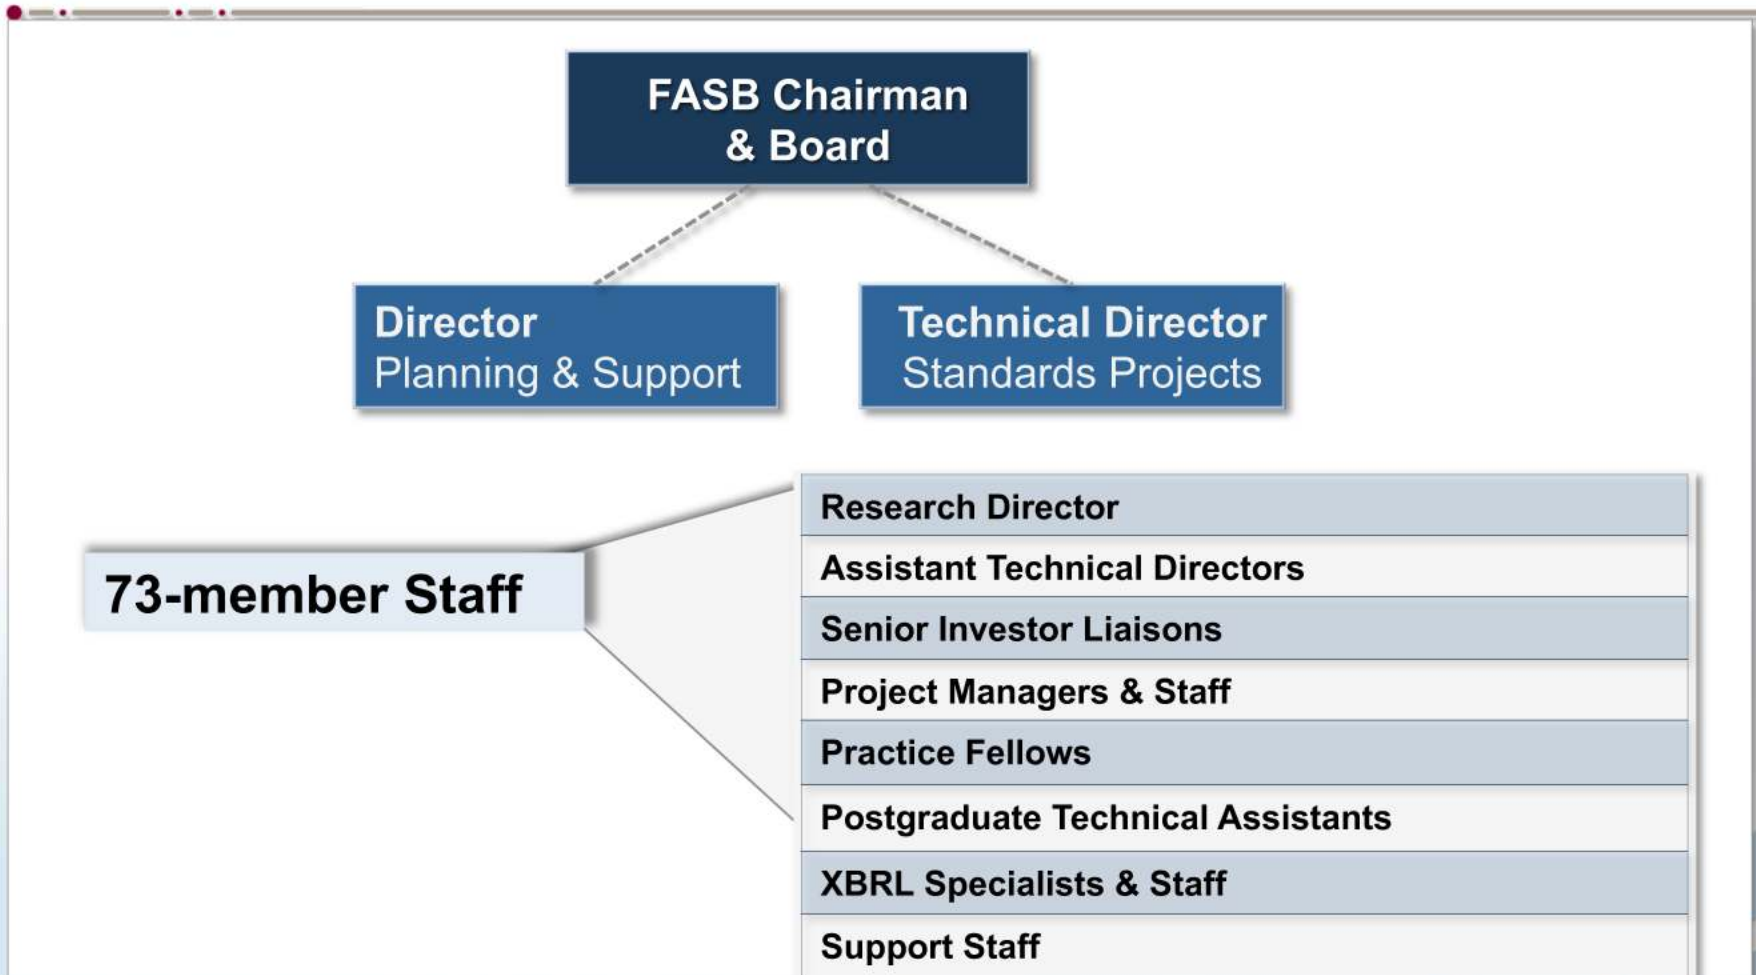 FASB Chairman
& Board
Director
Planning & Support
Technical Director
Standards Projects
73-member Staff
Research Director
Assistant Technical Directors
Senior Investor Liaisons
Project Managers & Staff
Practice Fellows
Postgraduate Technical Assistants
XBRL Specialists & Staff
Support Staff